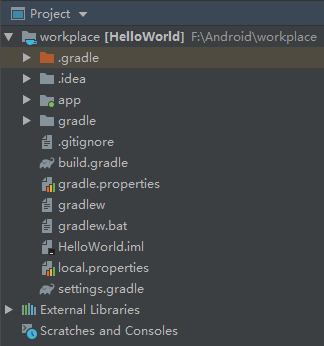 Project
workplace [HelloWorld] F:\Android\workplace
.gradle
.idea
app
gradle
.gitignore
build.gradle
gradle.properties
gradlew
gradlew.bat
HelloWorld.iml
local.properties
settings.gradle
External Libraries
Scratches and Consoles